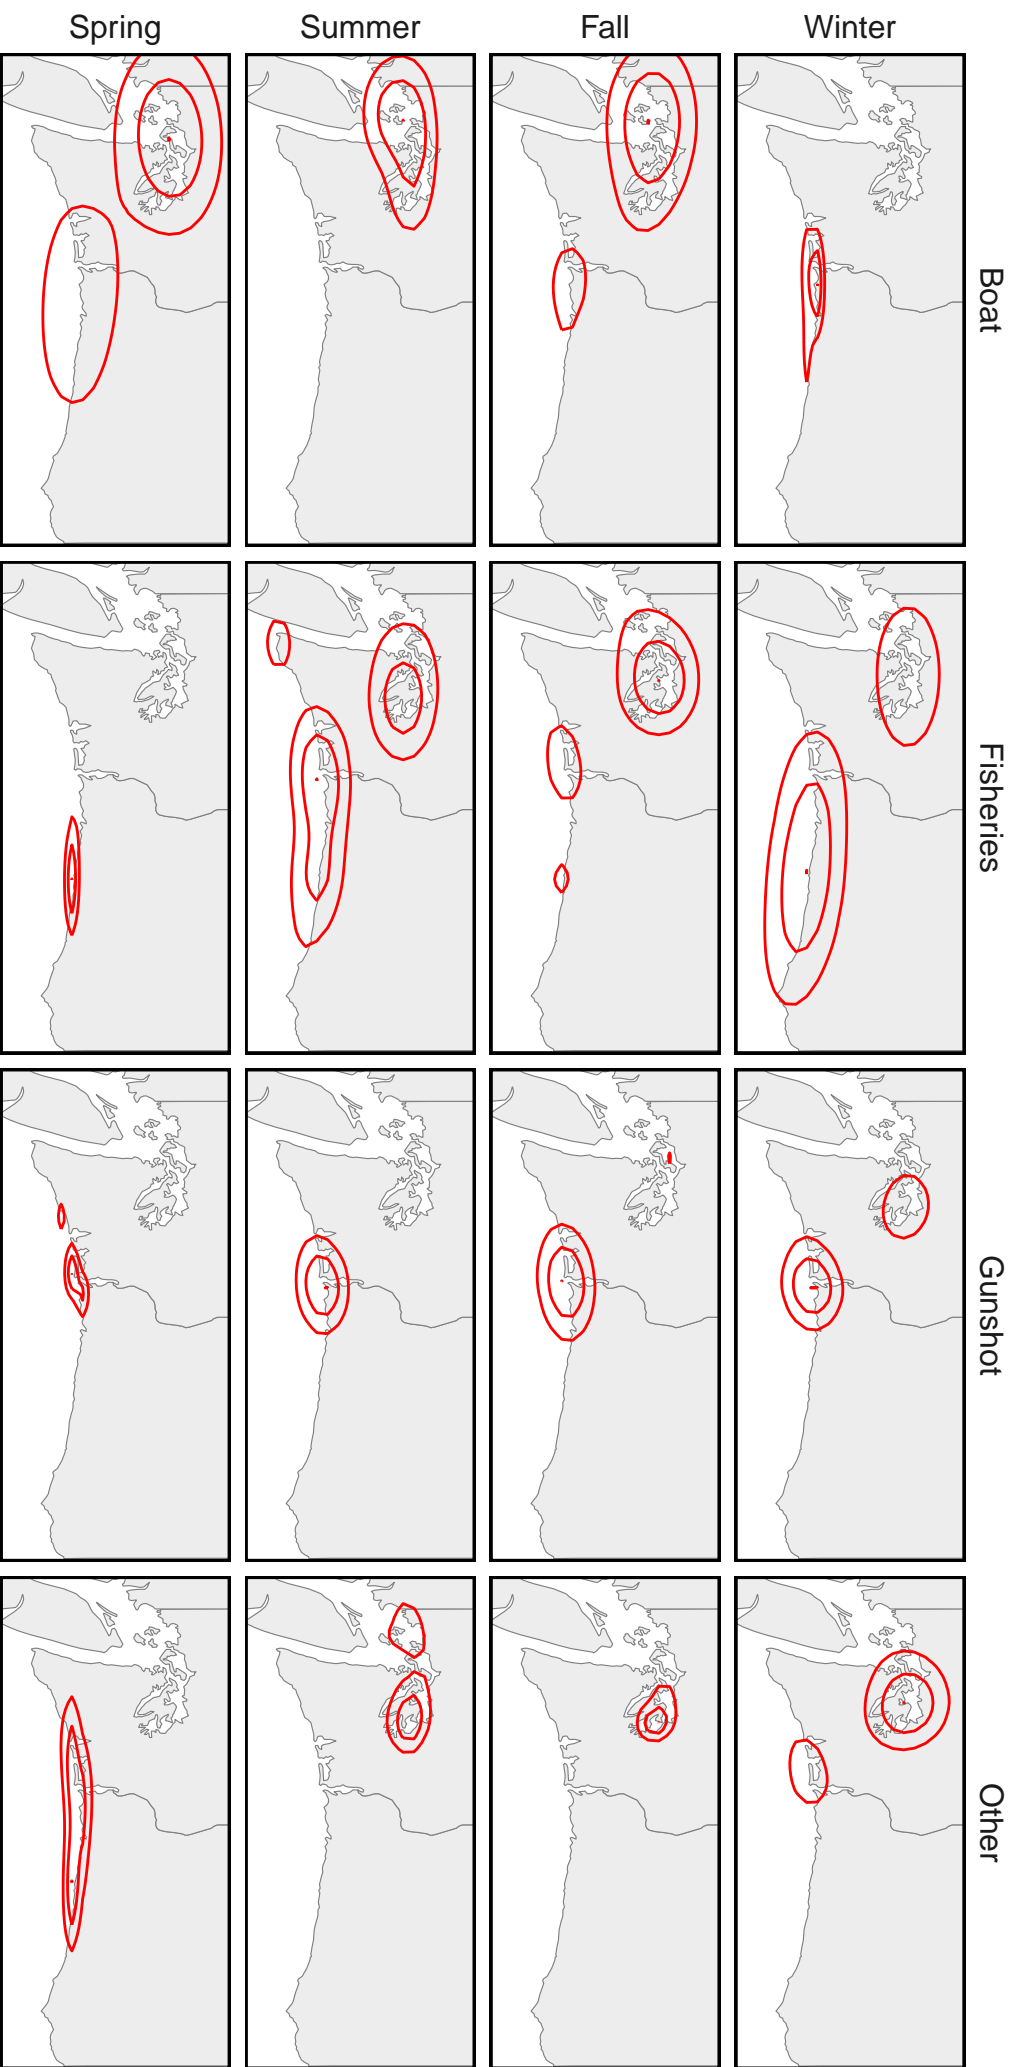 Spring
Summer
Fall
Winter
Boat
Fisheries
Gunshot
Other